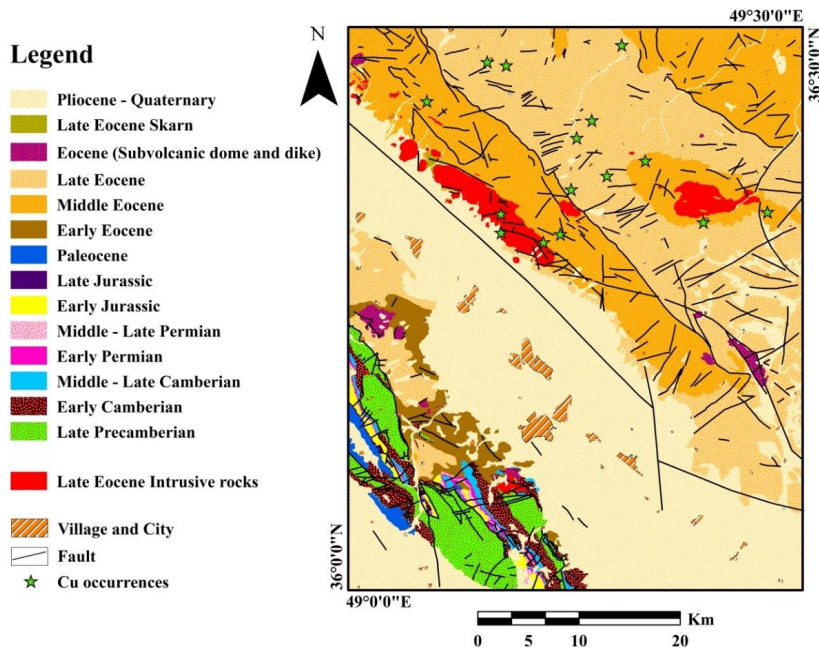 49°30'0"E
N
36°30'0"N
Legend
Pliocene - Quaternary
Late Eocene Skarn
Eocene (Subvolcanic dome and dike)
Late Eocene
Middle Eocene
Early Eocene
Paleocene
Late Jurassic
Early Jurassic
Middle - Late Permian
Early Permian
Middle - Late Camberian
Early Camberian
Late Precamberian
Late Eocene Intrusive rocks
Village and City
Fault
Cu occurrences
36°0'0"N
49°0'0"E
Km
0 5 10 20